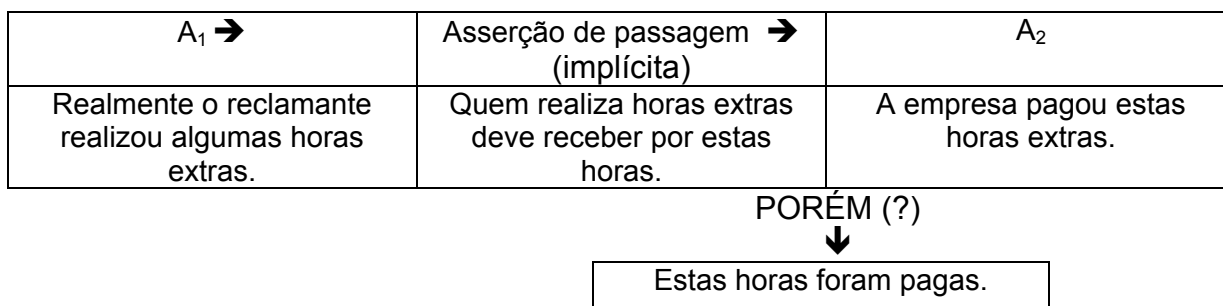 A₁ ➔
Asserção de passagem ➔
(implícita)
A₂
Realmente o reclamante
realizou algumas horas
extras.
Quem realiza horas extras
deve receber por estas
horas.
A empresa pagou estas
horas extras.
PORÉM (?)
Estas horas foram pagas.